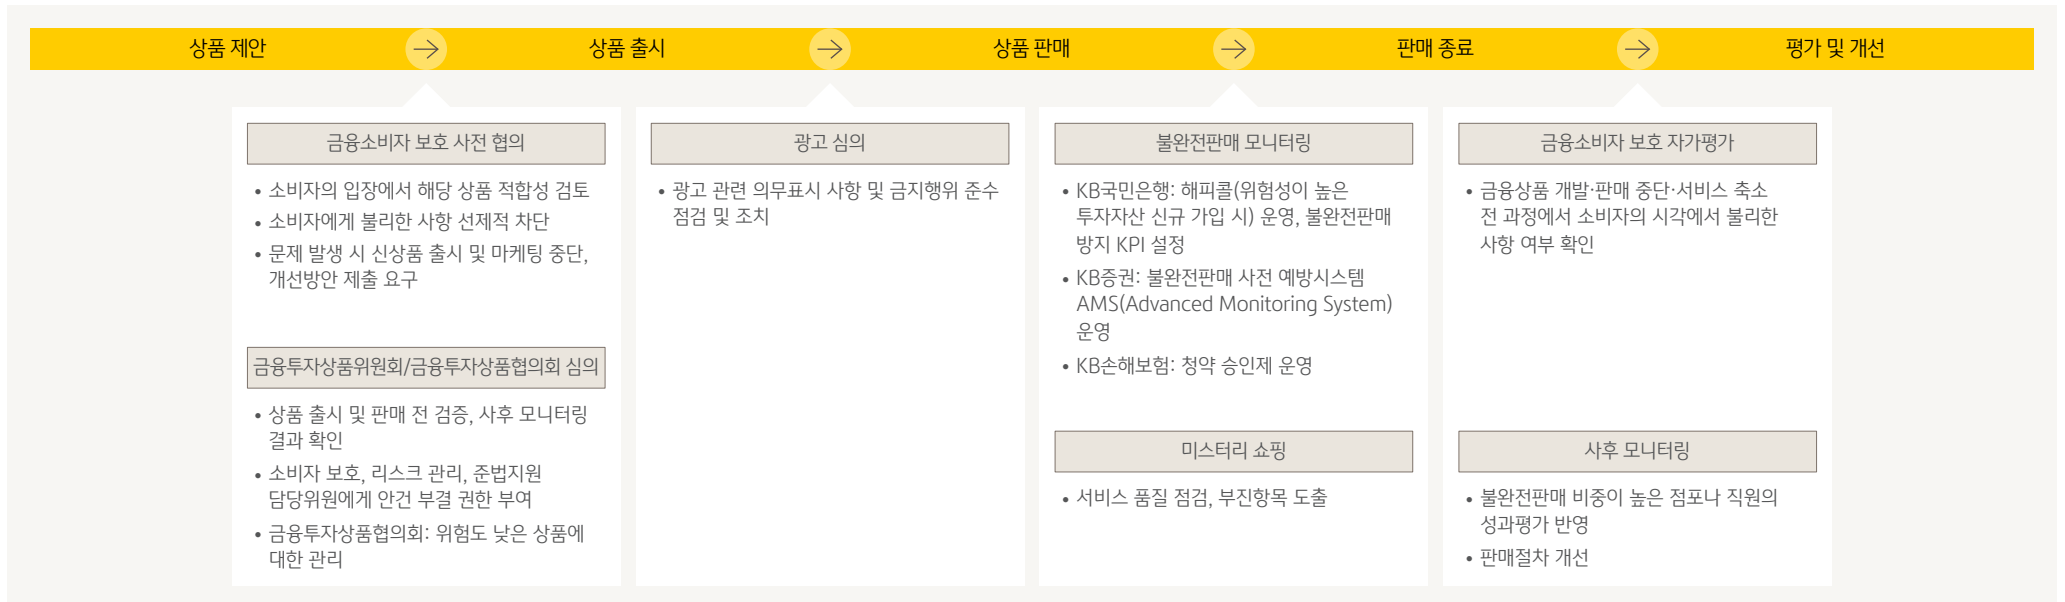 상품 제안 → 상품 출시 → 상품 판매 → 판매 종료 → 평가 및 개선
금융소비자 보호 사전 협의
• 소비자의 입장에서 해당 상품 적합성 검토
• 소비자에게 불리한 사항 선제적 차단
• 문제 발생 시 신상품 출시 및 마케팅 중단,
개선방안 제출 요구
금융투자상품위원회/금융투자상품협의회 심의
• 상품 출시 및 판매 전 검증, 사후 모니터링
결과 확인
• 소비자 보호, 리스크 관리, 준법지원
담당위원에게 안건 부결 권한 부여
• 금융투자상품협의회: 위험도 낮은 상품에
대한 관리
광고 심의
• 광고 관련 의무표시 사항 및 금지행위 준수
점검 및 조치
불완전판매 모니터링
• KB국민은행: 해피콜(위험성이 높은
투자자산 신규 가입 시) 운영, 불완전판매
방지 KPI 설정
• KB증권: 불완전판매 사전 예방시스템
AMS(Advanced Monitoring System)
운영
• KB손해보험: 청약 승인제 운영
미스터리 쇼핑
• 서비스 품질 점검, 부진항목 도출
금융소비자 보호 자가평가
• 금융상품 개발·판매 중단·서비스 축소
전 과정에서 소비자의 시각에서 불리한
사항 여부 확인
사후 모니터링
• 불완전판매 비중이 높은 점포나 직원의
성과평가 반영
• 판매절차 개선